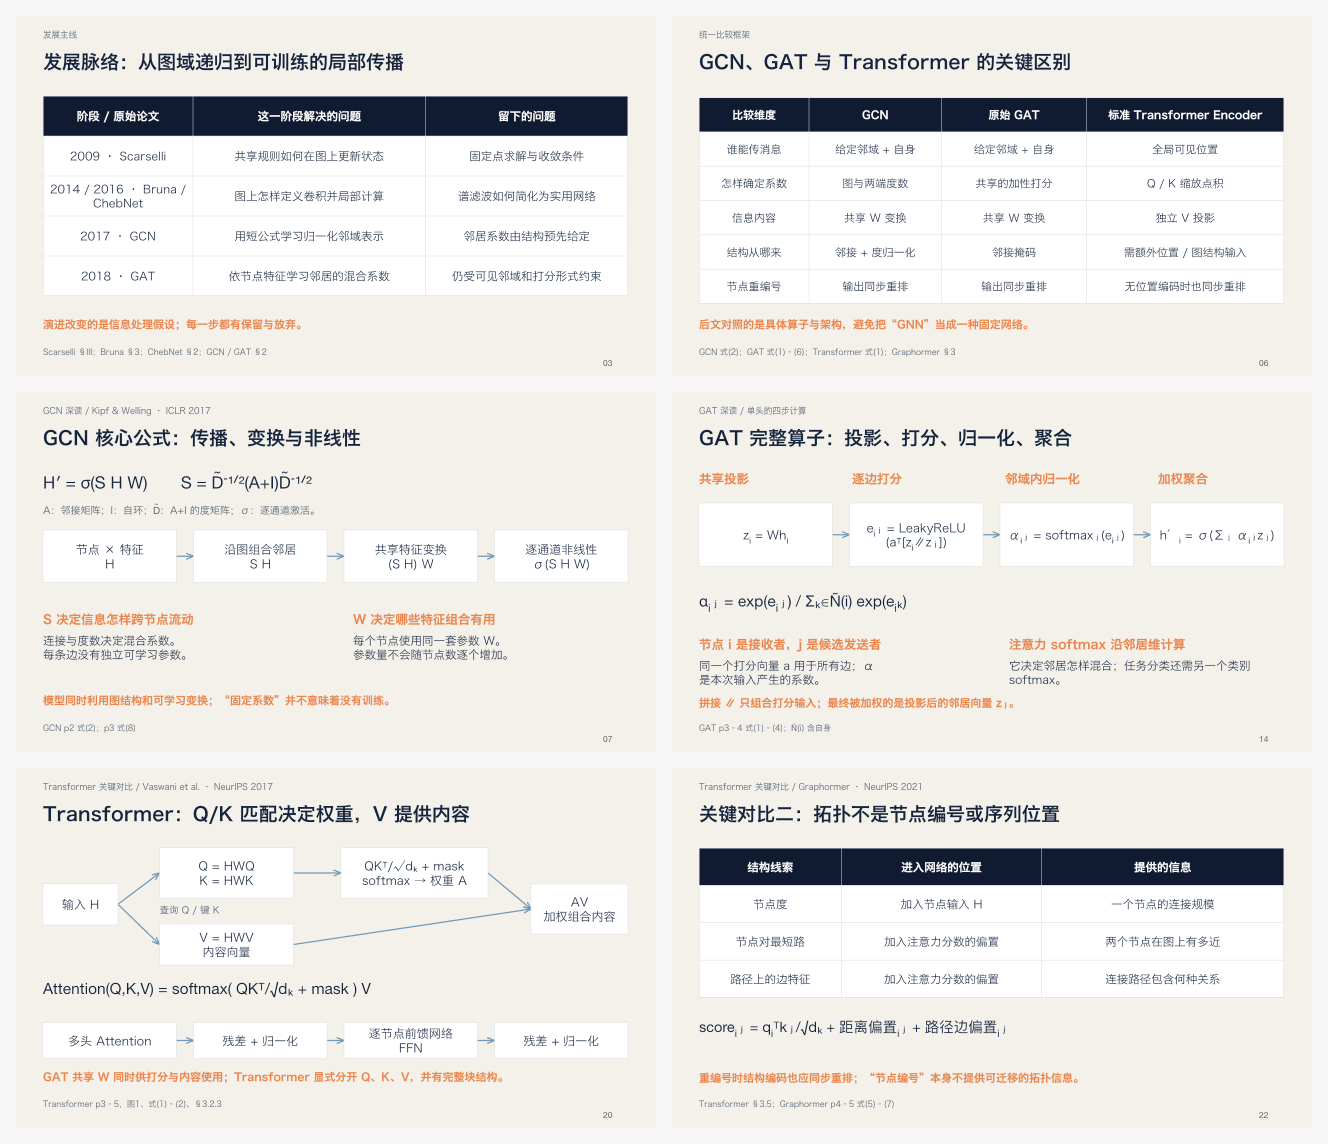 发展主线
发展脉络：从图域递归到可训练的局部传播
阶段 / 原始论文
这一阶段解决的问题
留下的问题
2009 · Scarselli
共享规则如何在图上更新状态
固定点求解与收敛条件
2014 / 2016 · Bruna /
ChebNet
图上怎样定义卷积并局部计算
谱滤波如何简化为实用网络
2017 · GCN
用短公式学习归一化邻域表示
邻居系数由结构预先给定
2018 · GAT
依节点特征学习邻居的混合系数
仍受可见邻域和打分形式约束
演进改变的是信息处理假设；每一步都有保留与放弃。
Scarselli §III；Bruna §3；ChebNet §2；GCN / GAT §2
03
统一比较框架
GCN、GAT 与 Transformer 的关键区别
比较维度
GCN
原始 GAT
标准 Transformer Encoder
谁能传消息
给定邻域 + 自身
给定邻域 + 自身
全局可见位置
怎样确定系数
图与两端度数
共享的加性打分
Q / K 缩放点积
信息内容
共享 W 变换
共享 W 变换
独立 V 投影
结构从哪来
邻接 + 度归一化
邻接掩码
需额外位置 / 图结构输入
节点重编号
输出同步重排
输出同步重排
无位置编码时也同步重排
后文对照的是具体算子与架构，避免把“GNN”当成一种固定网络。
GCN 式(2)；GAT 式(1) - (6)；Transformer 式(1)；Graphormer §3
06
GCN 深读 / Kipf & Welling · ICLR 2017
GCN 核心公式：传播、变换与非线性
H′ = σ(S H W)  S = D̃⁻¹ᐟ²(A+I)D̃⁻¹ᐟ²
A：邻接矩阵；I：自环；D̃：A+I 的度矩阵；σ：逐通道激活。
节点 × 特征
H
沿图组合邻居
S H
共享特征变换
(S H) W
逐通道非线性
σ(S H W)
S 决定信息怎样跨节点流动
连接与度数决定混合系数。
每条边没有独立可学习参数。
W 决定哪些特征组合有用
每个节点使用同一套参数 W。
参数量不会随节点数逐个增加。
模型同时利用图结构和可学习变换；“固定系数”并不意味着没有训练。
GCN p2 式(2)；p3 式(8)
07
GAT 深读 / 单头的四步计算
GAT 完整算子：投影、打分、归一化、聚合
共享投影
逐边打分
邻域内归一化
加权聚合
zᵢ = Whᵢ
eᵢⱼ = LeakyReLU
(aᵀ[zᵢ∥zⱼ])
αᵢⱼ = softmaxⱼ(eᵢⱼ)
h′ᵢ = σ(Σⱼ αᵢⱼzⱼ)
αᵢⱼ = exp(eᵢⱼ) / Σₖ∈Ñ(i) exp(eᵢₖ)
节点 i 是接收者，j 是候选发送者
同一个打分向量 a 用于所有边；α
是本次输入产生的系数。
注意力 softmax 沿邻居维计算
它决定邻居怎样混合；任务分类还需另一个类别
softmax。
拼接 ∥ 只组合打分输入；最终被加权的是投影后的邻居向量 zⱼ。
GAT p3 - 4 式(1) - (4)；Ñ(i) 含自身
14
Transformer 关键对比 / Vaswani et al. · NeurIPS 2017
Transformer：Q/K 匹配决定权重，V 提供内容
输入 H
Q = HWQ
K = HWK
查询 Q / 键 K
V = HWV
内容向量
QKᵀ/√dₖ + mask
softmax → 权重 A
AV
加权组合内容
Attention(Q,K,V) = softmax( QKᵀ/√dₖ + mask ) V
多头 Attention
残差 + 归一化
逐节点前馈网络
FFN
残差 + 归一化
GAT 共享 W 同时供打分与内容使用；Transformer 显式分开 Q、K、V，并有完整块结构。
Transformer p3 - 5，图1、式(1) - (2)、§3.2.3
20
Transformer 关键对比 / Graphormer · NeurIPS 2021
关键对比二：拓扑不是节点编号或序列位置
结构线索
进入网络的位置
提供的信息
节点度
加入节点输入 H
一个节点的连接规模
节点对最短路
加入注意力分数的偏置
两个节点在图上有多近
路径上的边特征
加入注意力分数的偏置
连接路径包含何种关系
scoreᵢⱼ = qᵢᵀkⱼ/√dₖ + 距离偏置ᵢⱼ + 路径边偏置ᵢⱼ
重编号时结构编码也应同步重排；“节点编号”本身不提供可迁移的拓扑信息。
Transformer §3.5；Graphormer p4 - 5 式(5) - (7)
22